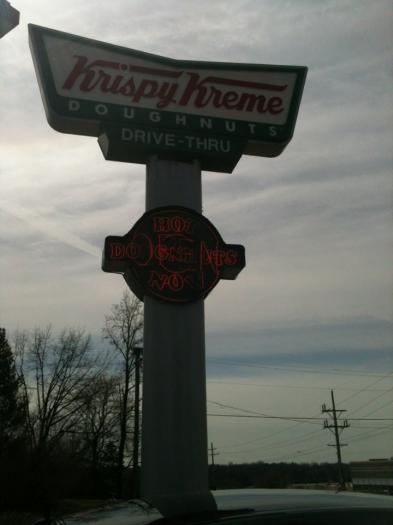 Krispy Kreme
DOUGHNUTS
DRIVE-THRU
HOT
DOUGHNUTS
NOW